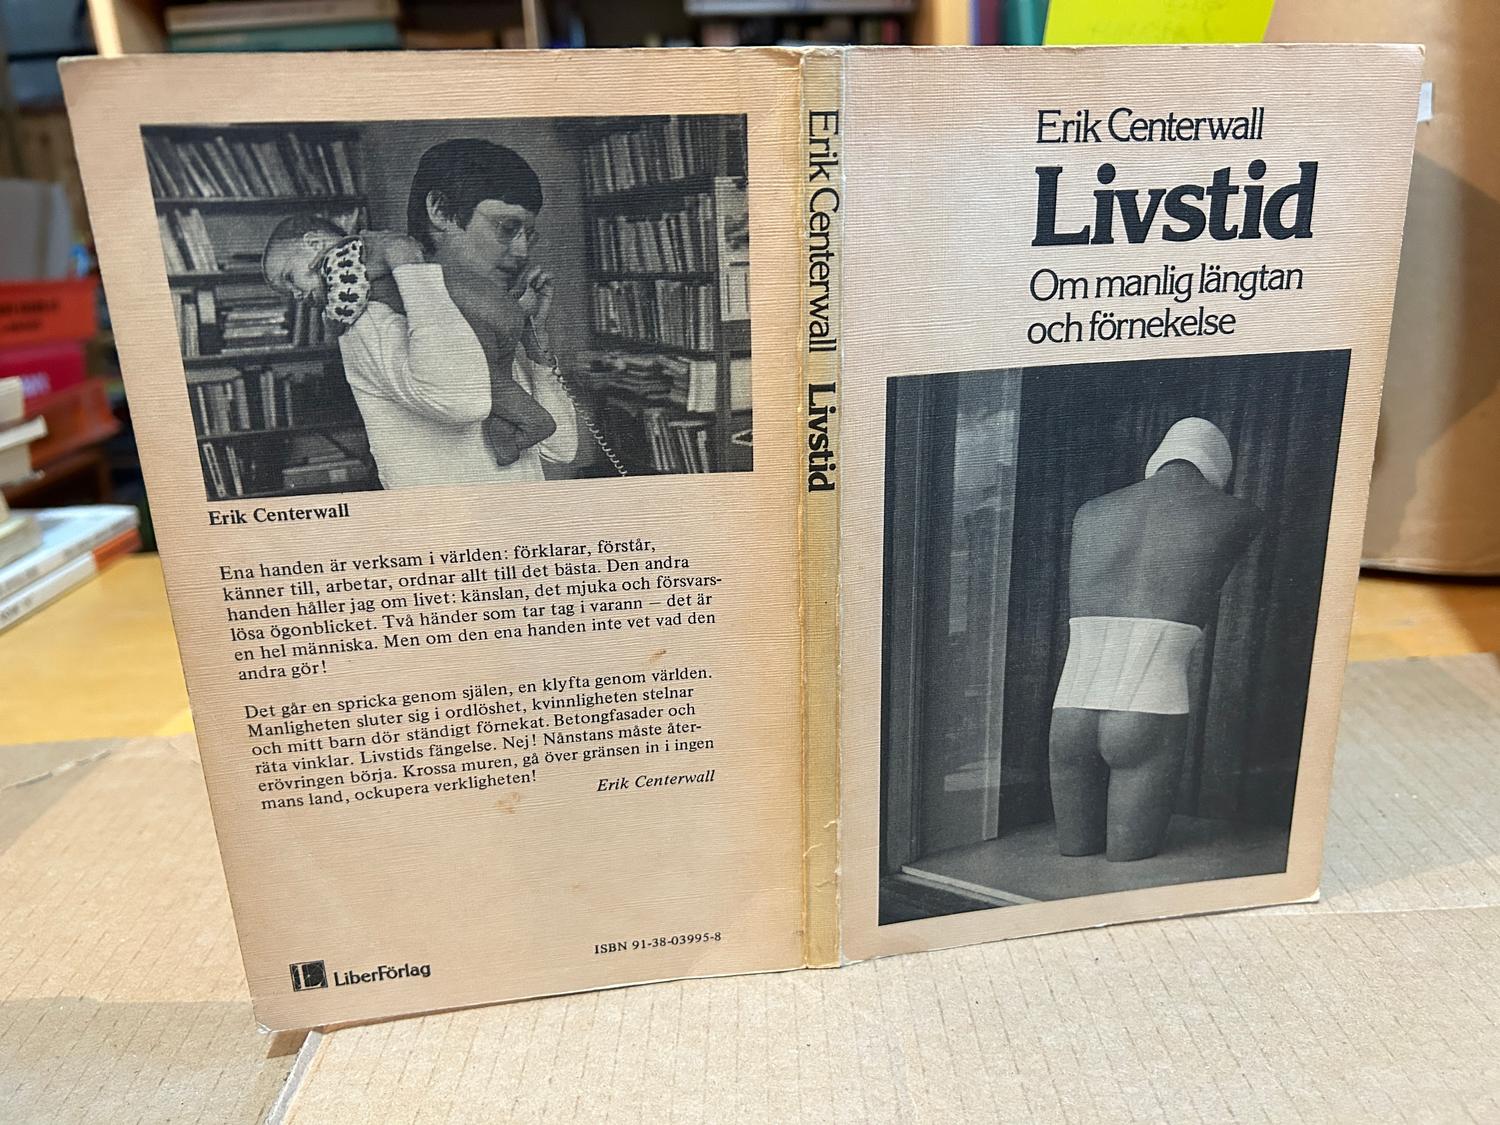 Erik Centerwall
Ena handen är verksam i världen: förklarar, förstår,
känner till, arbetar, ordnar allt till det bästa. Den andra
handen håller jag om livet: känslan, det mjuka och försvars-
lösa ögonblicket. Två händer som tar tag i varann – det är
en hel människa. Men om den ena handen inte vet vad den
andra gör!
Det går en spricka genom själen, en klyfta genom världen.
Manligheten sluter sig i ordlöshet, kvinnligheten stelnar
och mitt barn dör ständigt förnekat. Betongfasader och
räta vinklar. Livstids fängelse. Nej! Nånstans måste åter-
erövringen börja. Krossa muren, gå över gränsen in i ingen
mans land, ockupera verkligheten!
Erik Centerwall
ISBN 91-38-03995-8
LiberFörlag
Erik Centerwall Livstid
Erik Centerwall
Livstid
Om manlig längtan
och förnekelse